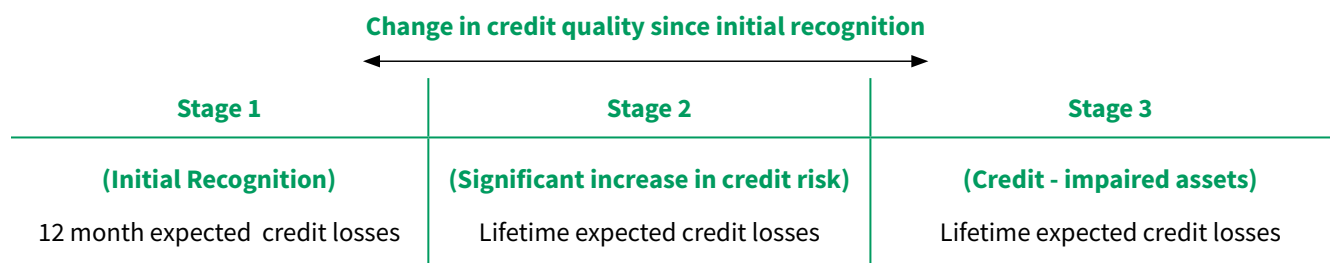 Change in credit quality since initial recognition
Stage 1
Stage 2
Stage 3
(Initial Recognition)
(Significant increase in credit risk)
(Credit - impaired assets)
12 month expected credit losses
Lifetime expected credit losses
Lifetime expected credit losses